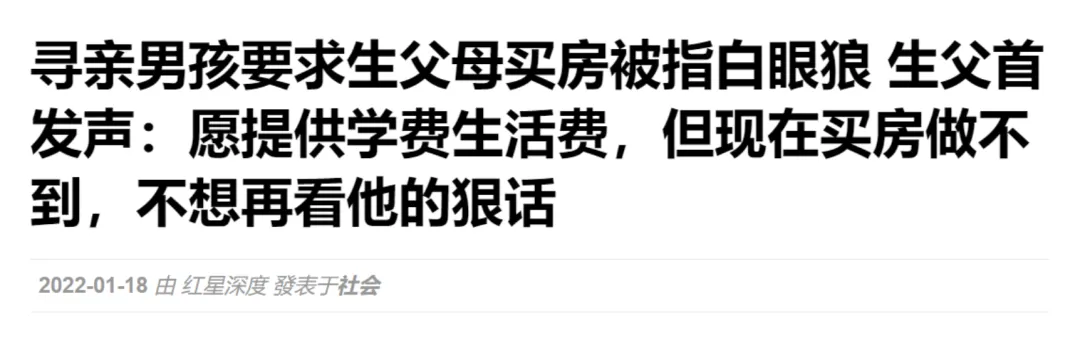 寻亲男孩要求生父母买房被指白眼狼 生父首
发声：愿提供学费生活费，但现在买房做不
到，不想再看他的狠话
2022-01-18 由 红星深度 發表于社会